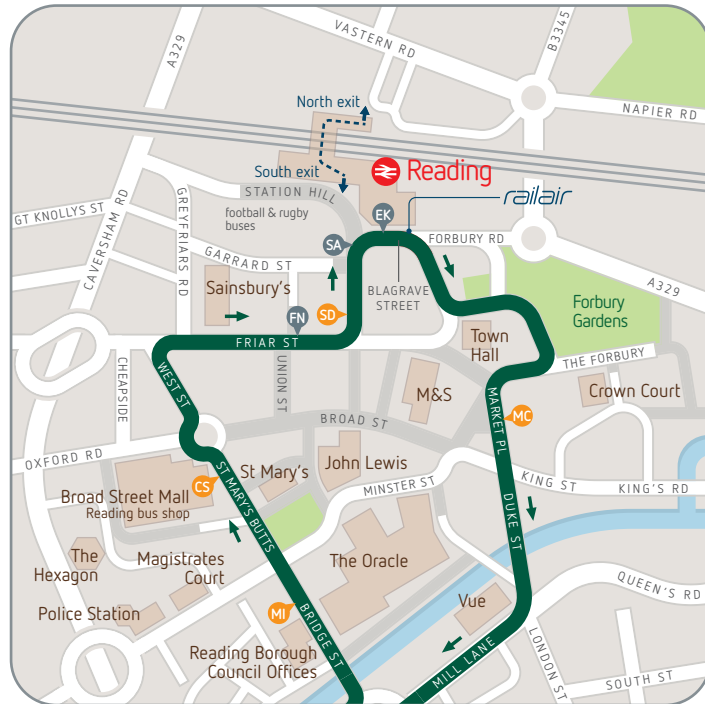 A329
VASTERN RD
B3345
NAPIER RD
North exit
South exit
Reading
railair
STATION HILL
football & rugby
buses
GT KNOLLYS ST
CAVERSHAM RD
GREYFRIARS RD
EK
SA
FORBURY RD
GARRARD ST
BLAGRAVE
STREET
A329
Sainsbury's
FN
SD
Forbury
Gardens
FRIAR ST
Town
Hall
THE FORBURY
CHEAPSIDE
WEST ST
UNION ST
M&S
Crown Court
MARKET PL
MC
BROAD ST
OXFORD RD
John Lewis
St Mary's
CS
ST MARY'S BUTTS
MINSTER ST
KING ST
KING'S RD
Broad Street Mall
Reading bus shop
DUKE ST
The
Hexagon
Magistrates
Court
The Oracle
QUEEN'S RD
Police Station
MI
BRIDGE ST
Vue
Reading Borough
Council Offices
MILL LANE
LONDON ST
SOUTH ST